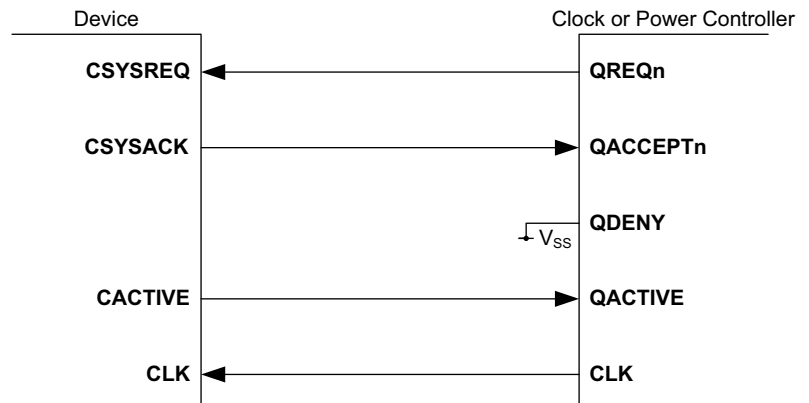 Device
Clock or Power Controller
CSYSREQ
QREQn
CSYSACK
QACCEPTn
QDENY
VSS
CACTIVE
QACTIVE
CLK
CLK